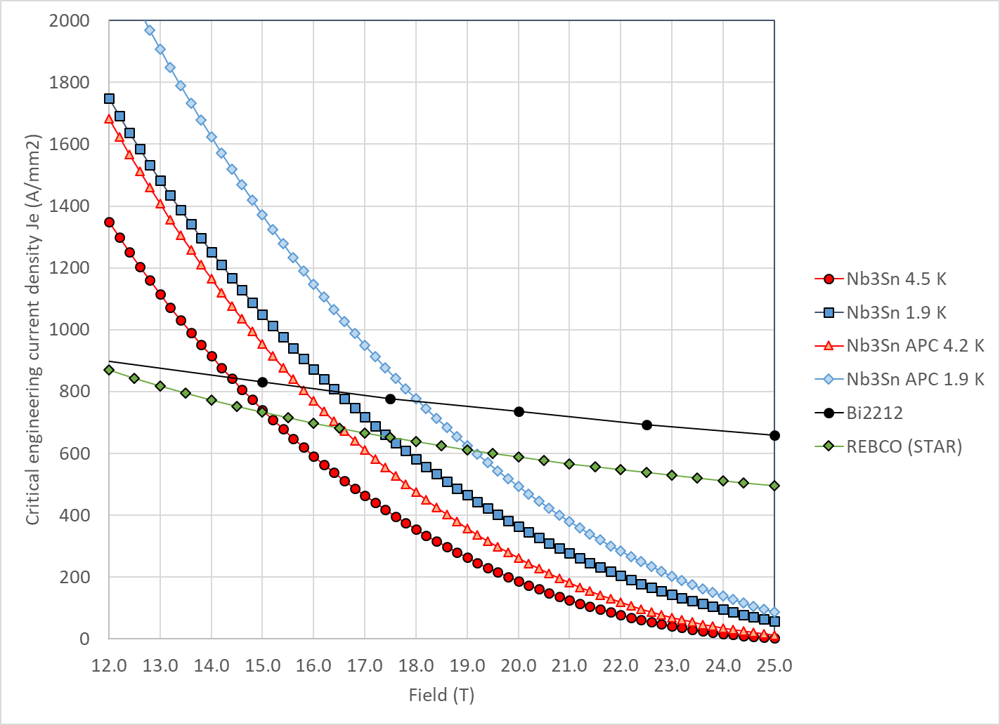 2000
1800
1600
1400
1200
1000
800
600
400
200
0
Critical engineering current density Je (A/mm2)
12.0 13.0 14.0 15.0 16.0 17.0 18.0 19.0 20.0 21.0 22.0 23.0 24.0 25.0
Field (T)
Nb3Sn 4.5 K
Nb3Sn 1.9 K
Nb3Sn APC 4.2 K
Nb3Sn APC 1.9 K
Bi2212
REBCO (STAR)